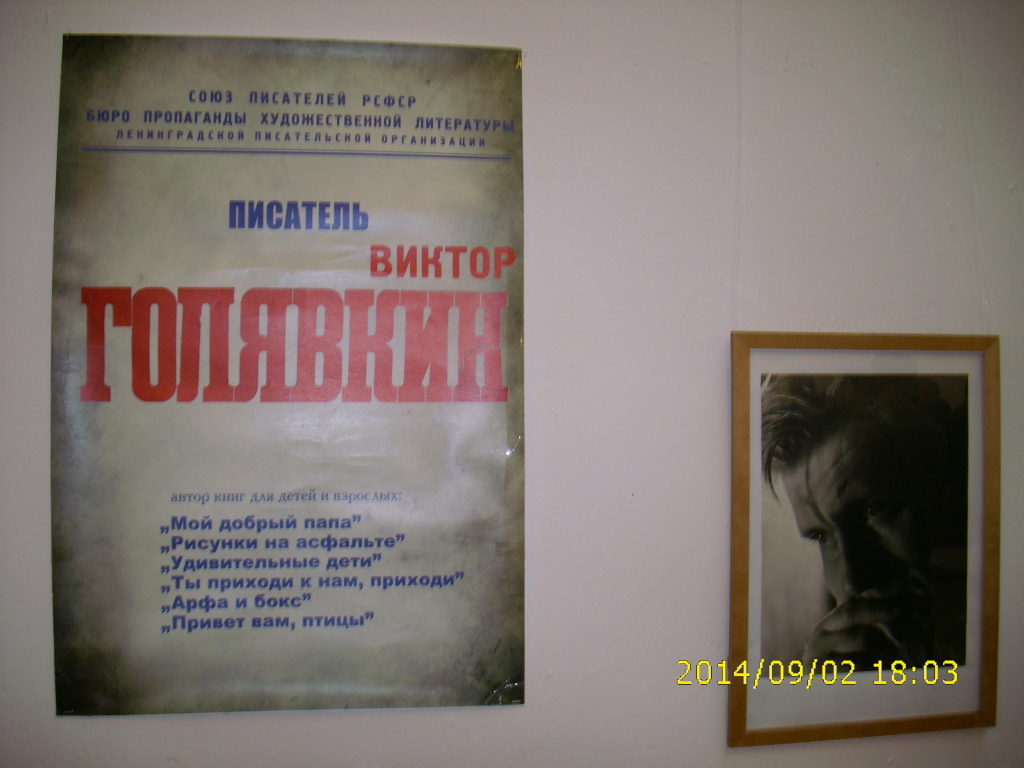 СОЮЗ ПИСАТЕЛЕЙ РСФСР
БЮРО ПРОПАГАНДЫ ХУДОЖЕСТВЕННОЙ ЛИТЕРАТУРЫ
ЛЕНИНГРАДСКОЙ ПИСАТЕЛЬСКОЙ ОРГАНИЗАЦИИ
ПИСАТЕЛЬ
ВИКТОР
ГОЛЯВКИН
автор книг для детей и взрослых:
„Мой добрый папа”
„Рисунки на асфальте”
„Удивительные дети”
„Ты приходи к нам, приходи”
„Арфа и бокс”
„Привет вам, птицы”
2014/09/02 18:03